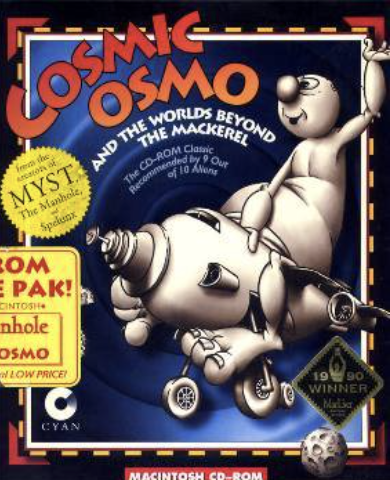 COSMIC
OSMO
AND THE WORLDS BEYOND
THE MACKEREL
The CD-ROM Classic
Recommended by 9 Out
of 10 Aliens
from the
creators of
MYST,
The Manhole,
and
Spelunx
ROM
E PAK!
CINTOSH
nhole
OSMO
LOW PRICE!
CYAN
1990
WINNER
MacUser
MACINTOSH CD-ROM